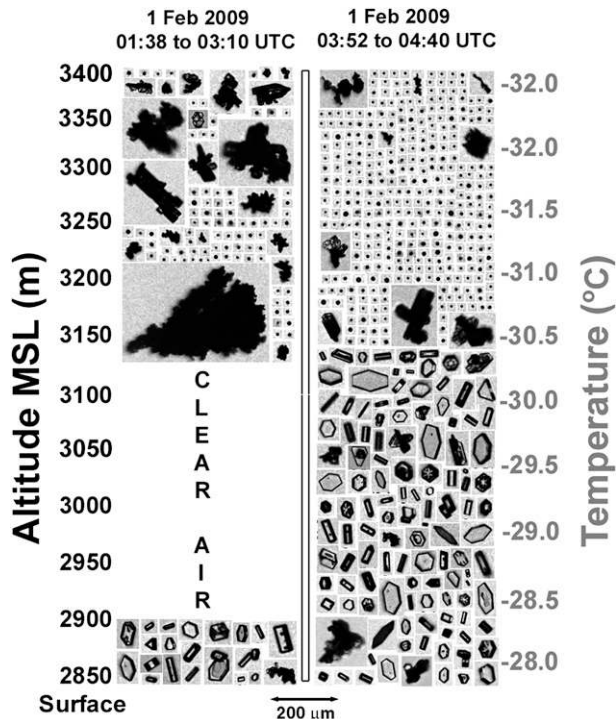 1 Feb 2009
01:38 to 03:10 UTC
1 Feb 2009
03:52 to 04:40 UTC
Altitude MSL (m)
3400
3350
3300
3250
3200
3150
3100
3050
3000
2950
2900
2850
Surface
CLEAR
AIR
200 μm
-32.0
-32.0
-31.5
-31.0
-30.5
-30.0
-29.5
-29.0
-28.5
-28.0
Temperature (°C)